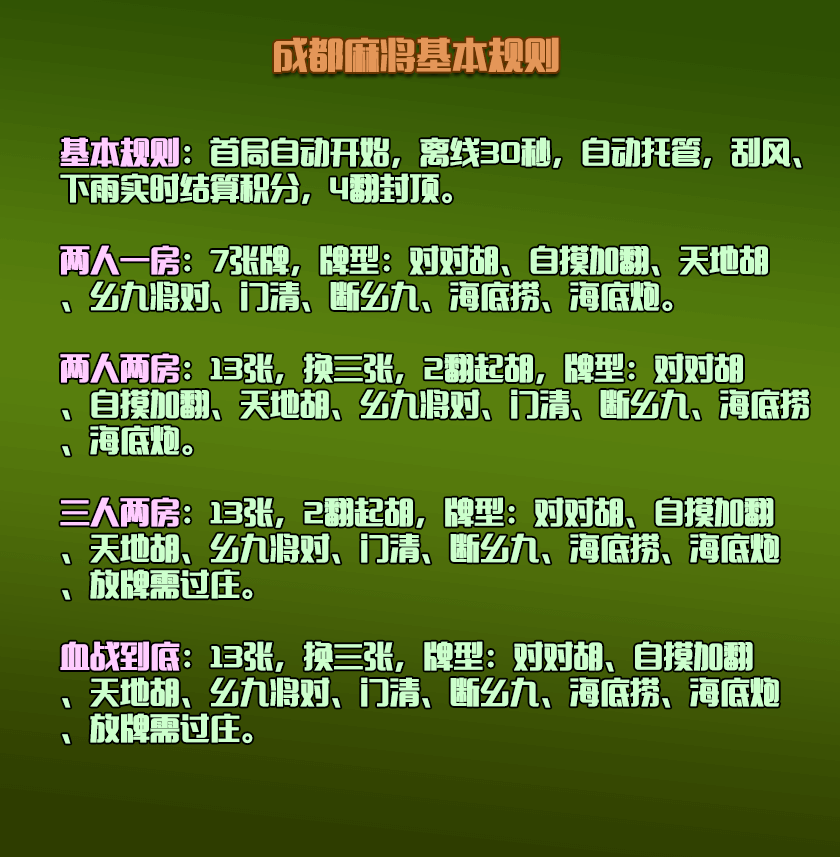 成都麻将基本规则
基本规则：首局自动开始，离线30秒，自动托管，刮风、
下雨实时结算积分，4翻封顶。
两人一房：7张牌，牌型：对对胡、自摸加翻、天地胡
、幺九将对、门清、断幺九、海底捞、海底炮。
两人两房：13张，换三张，2翻起胡，牌型：对对胡
、自摸加翻、天地胡、幺九将对、门清、断幺九、海底捞
、海底炮。
三人两房：13张，2翻起胡，牌型：对对胡、自摸加翻
、天地胡、幺九将对、门清、断幺九、海底捞、海底炮
、放牌需过庄。
血战到底：13张，换三张，牌型：对对胡、自摸加翻
、天地胡、幺九将对、门清、断幺九、海底捞、海底炮
、放牌需过庄。